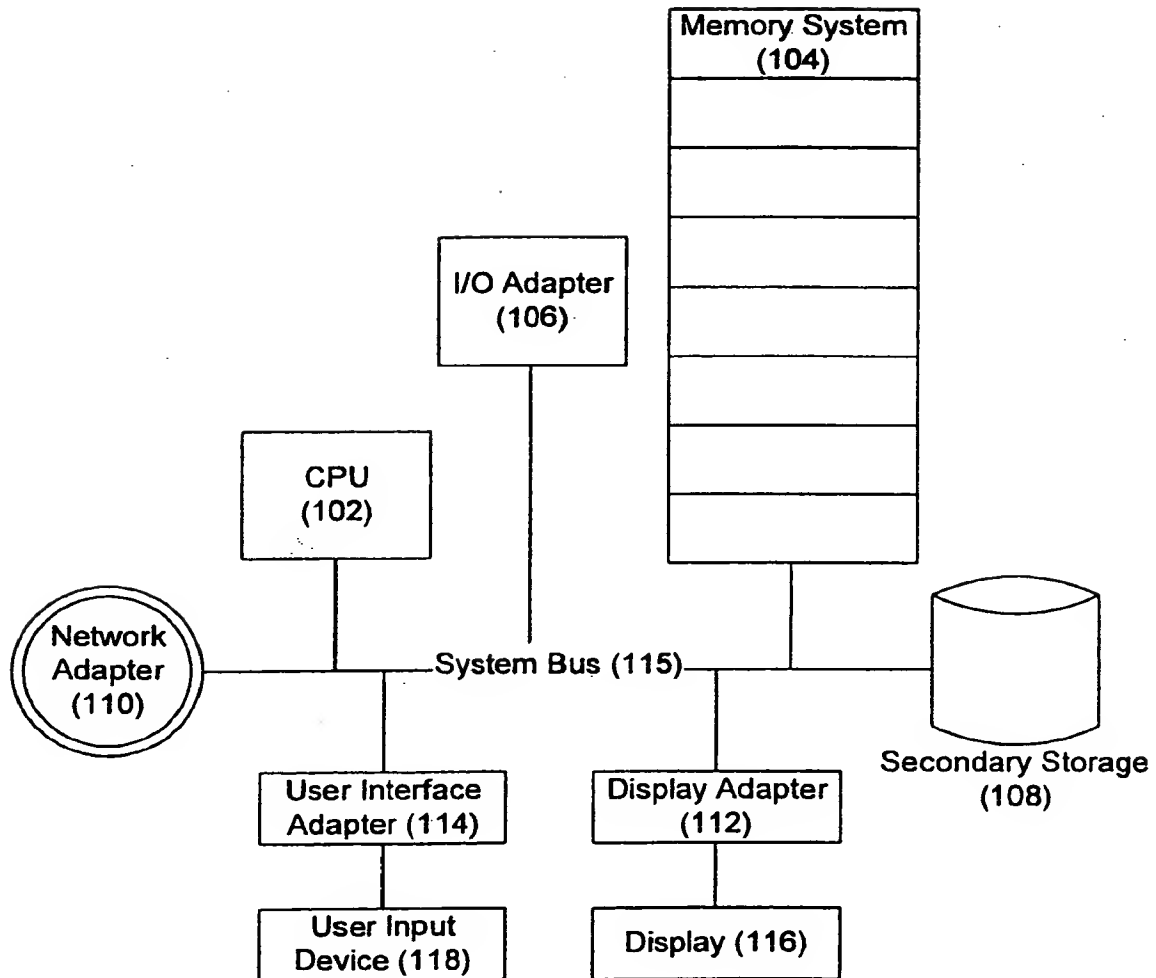 Memory System
(104)
I/O Adapter
(106)
CPU
(102)
Network
Adapter
(110)
System Bus (115)
Secondary Storage
(108)
User Interface
Adapter (114)
Display Adapter
(112)
User Input
Device (118)
Display (116)